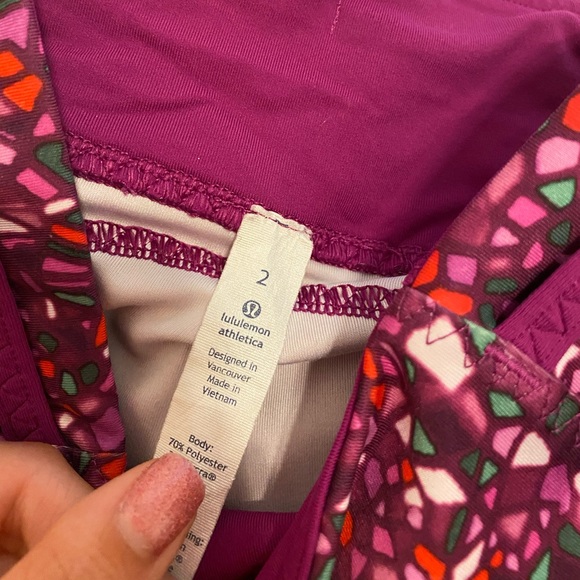 2
lululemon
athletica
Designed in
Vancouver
Made in
Vietnam
Body:
70% Polyester